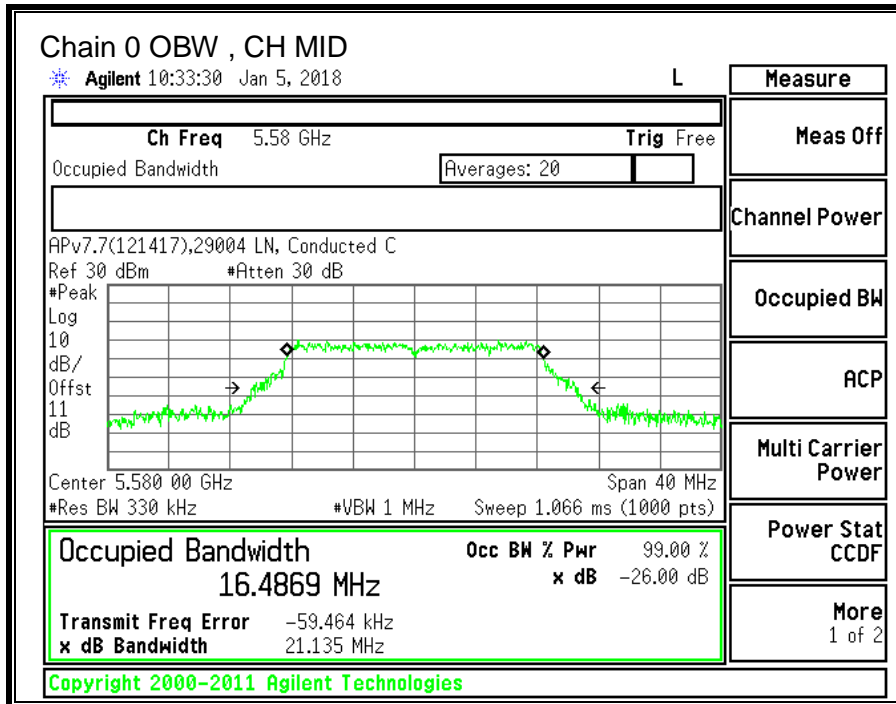 Chain 0 OBW , CH MID
Agilent 10:33:30 Jan 5, 2018 L
Measure
Ch Freq 5.58 GHz Trig Free
Meas Off
Occupied Bandwidth Averages: 20
Channel Power
APv7.7(121417),29004 LN, Conducted C
Ref 30 dBm #Atten 30 dB
#Peak
Log
10
dB/
Offst
11
dB
Occupied BW
ACP
Multi Carrier
Power
Center 5.580 00 GHz Span 40 MHz
#Res BW 330 kHz #VBW 1 MHz Sweep 1.066 ms (1000 pts)
Power Stat
CCDF
Occupied Bandwidth Occ BW % Pwr 99.00 %
16.4869 MHz x dB -26.00 dB
Transmit Freq Error -59.464 kHz
x dB Bandwidth 21.135 MHz
More
1 of 2
Copyright 2000-2011 Agilent Technologies